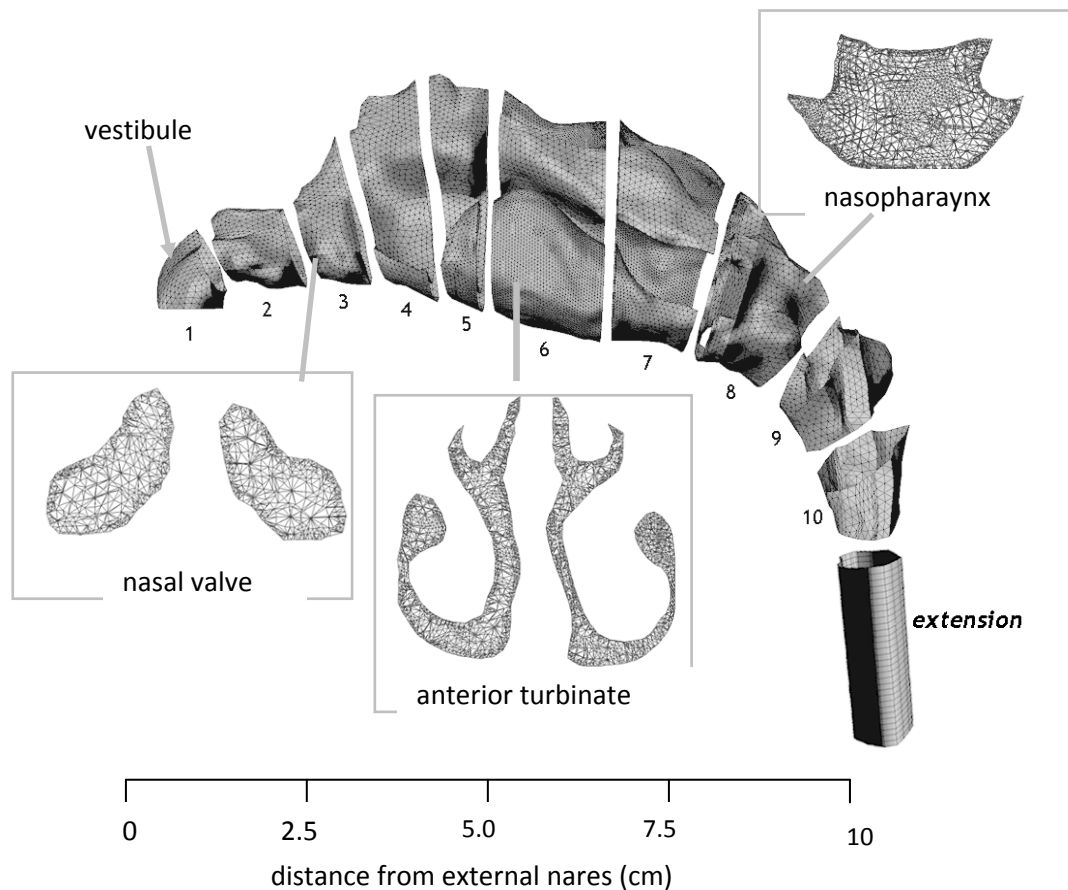 vestibule
nasopharaynx
1
2
3
4
5
6
7
8
9
10
nasal valve
anterior turbinate
extension
0
2.5
5.0
7.5
10
distance from external nares (cm)